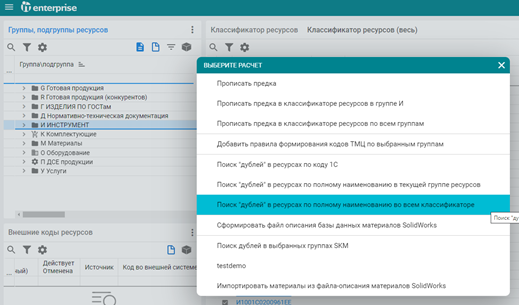 enterprise
Группы, подгруппы ресурсов
Классификатор ресурсов
Классификатор ресурсов (весь)
Группа\подгруппа
G Готовая продукция
R Готовая продукция (конкурентов)
Г ИЗДЕЛИЯ ПО ГОСТам
Д Нормативно-техническая документация
И ИНСТРУМЕНТ
К Комплектующие
М Материалы
О Оборудование
П ДСЕ продукции
У Услуги
Внешние коды ресурсов
ный)
Действует
Отменена
Источник
Код во внешней системе
ВЫБЕРИТЕ РАСЧЕТ
Прописать предка
Прописать предка в классификаторе ресурсов в группе И
Прописать предка в классификаторе ресурсов по всем группам
Добавить правила формирования кодов ТМЦ по выбранным группам
Поиск "дублей" в ресурсах по коду 1С
Поиск "дублей" в ресурсах по полному наименованию в текущей группе ресурсов
Поиск "дублей" в ресурсах по полному наименованию во всем классификаторе
Поиск "ду
Сформировать файл описания базы данных материалов SolidWorks
Поиск дублей в выбранных группах SKM
testdemo
Импортировать материалы из файла-описания материалов SolidWorks
И1001С0200961ЕЕ